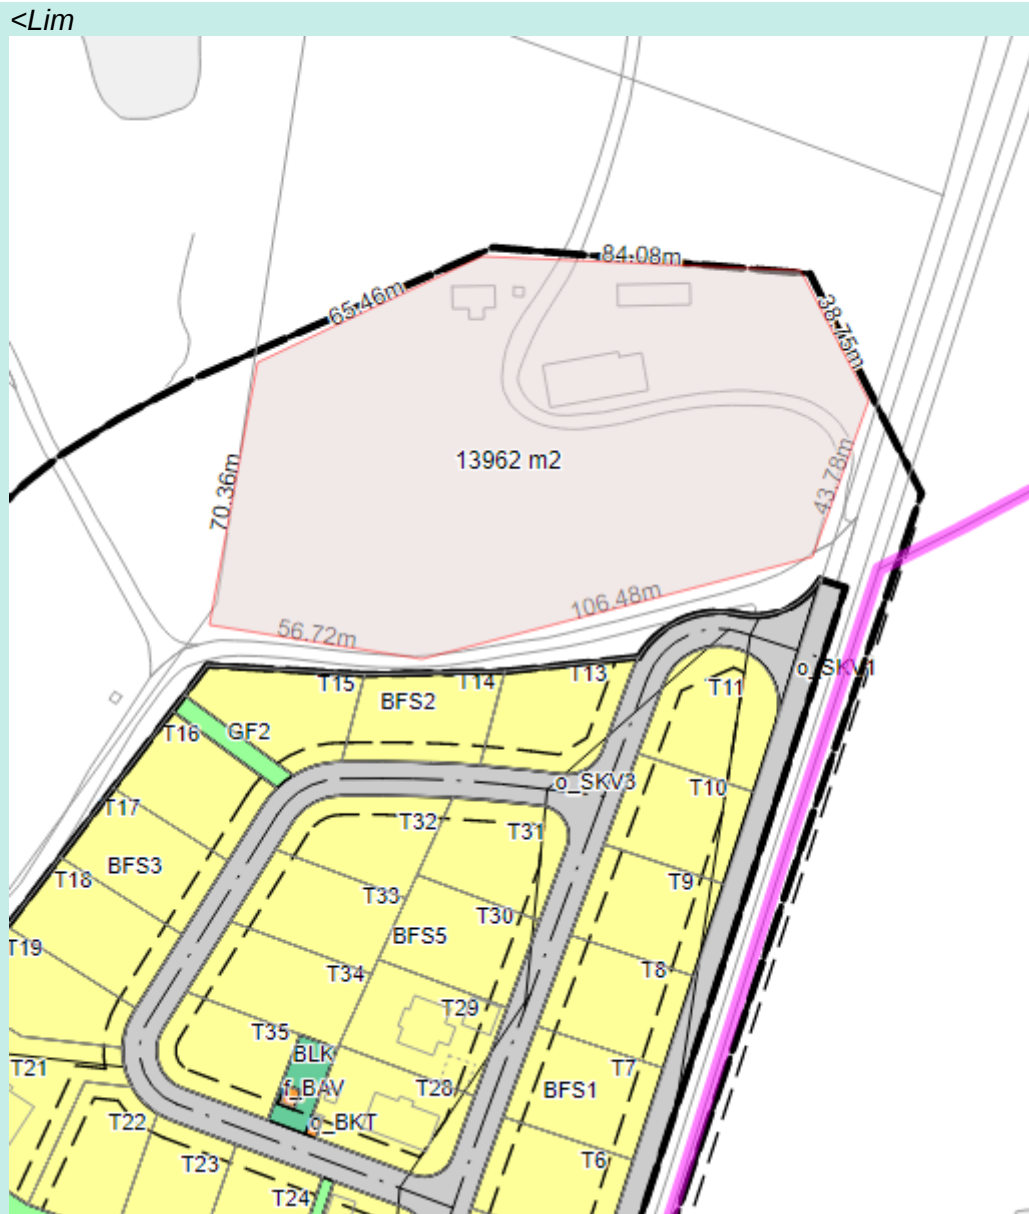 <Lim
84.08m
65.46m
38.75m
13962 m2
43.78m
70.36m
106.48m
56.72m
o_SKV1
T13
T14
T15
T11
BFS2
T16
GF2
o_SKV3
T10
T17
T32
T31
BFS3
T18
T33
T9
T30
BFS5
T19
T34
T8
T29
T35
BLK
T21
T7
f_BAV
T28
BFS1
T22
o_BKT
T23
T6
T24